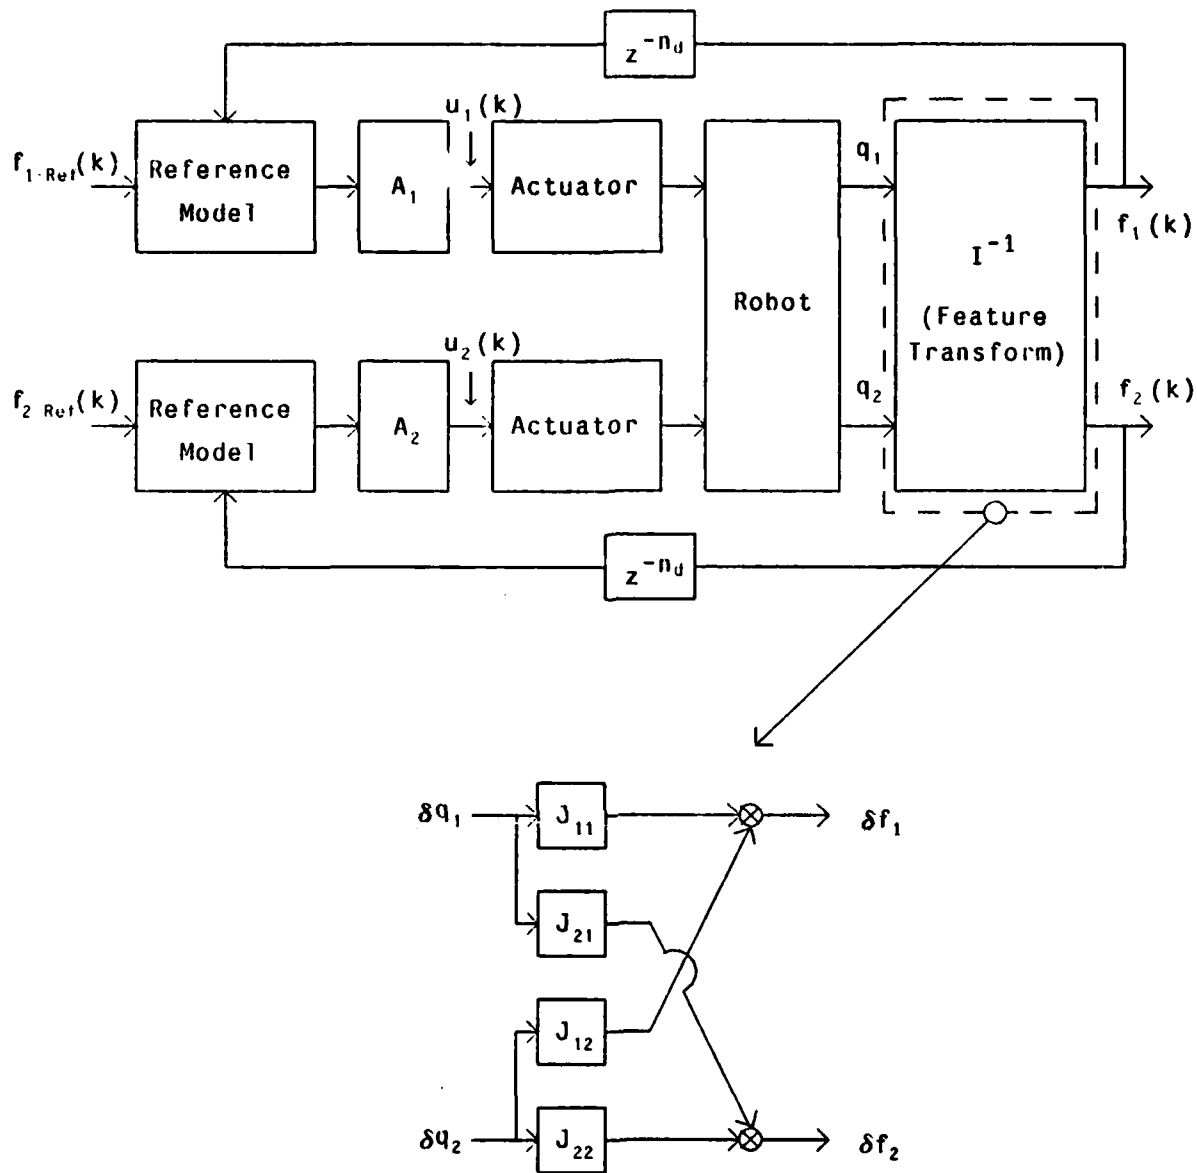 z^-n_d
u_1(k)
f_1-Ref(k)
Reference
Model
A_1
Actuator
Robot
q_1
I^-1
(Feature
Transform)
f_1(k)
u_2(k)
f_2 Ref(k)
Reference
Model
A_2
Actuator
q_2
f_2(k)
z^-n_d
δq_1
J_11
δf_1
J_21
J_12
δq_2
J_22
δf_2